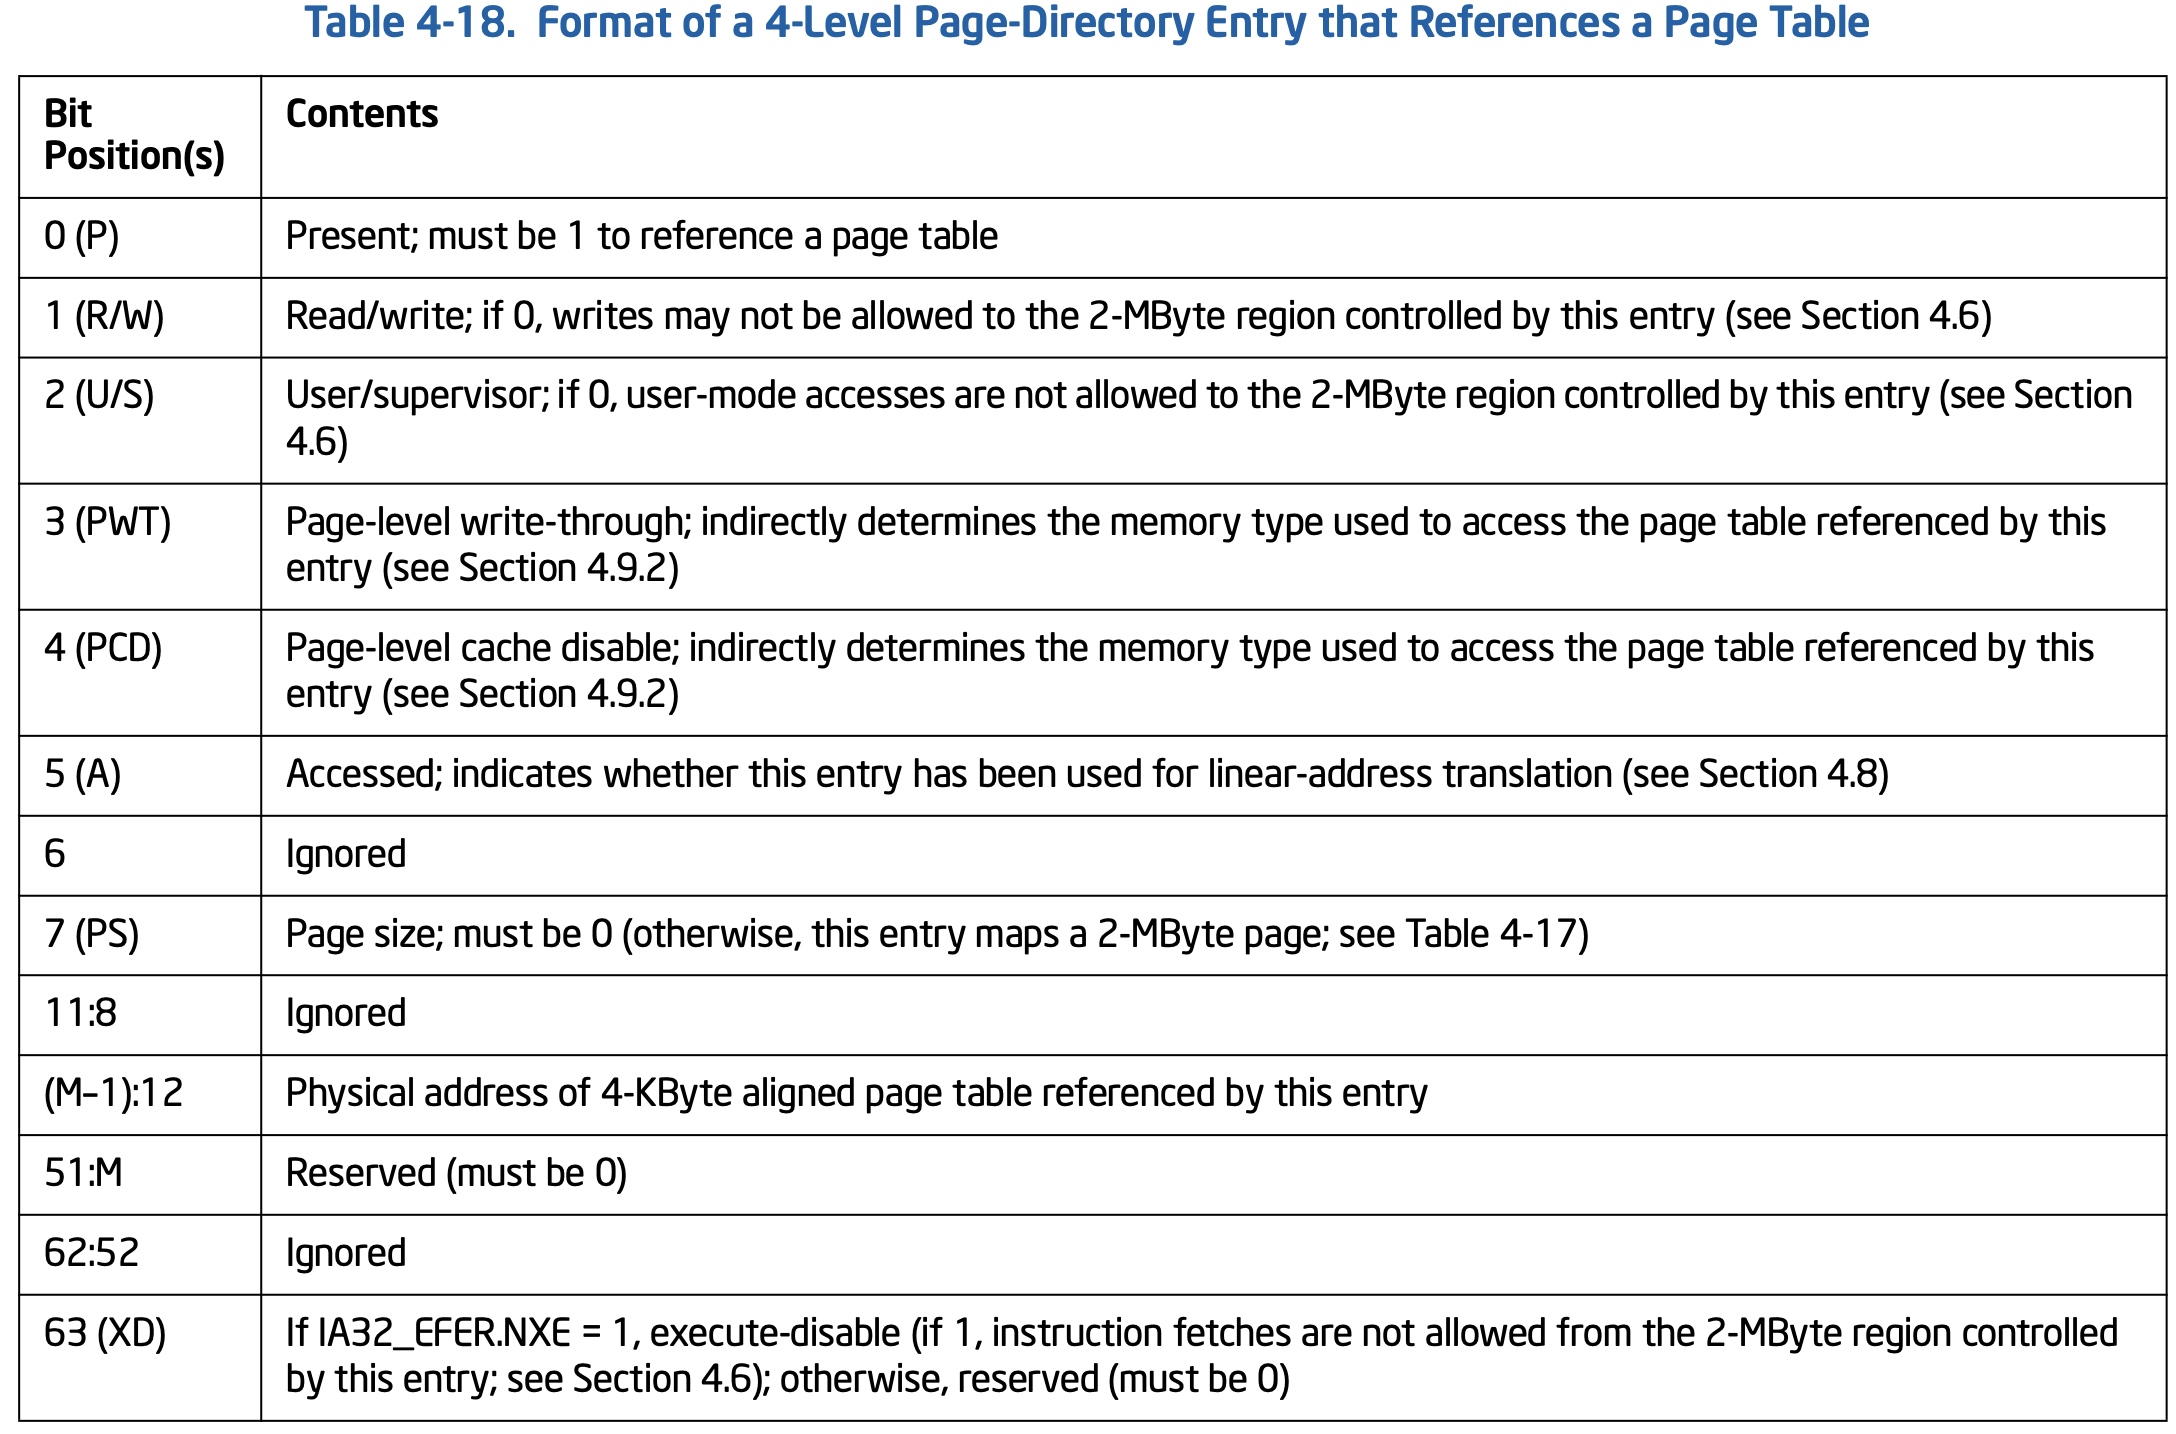 Table 4-18. Format of a 4-Level Page-Directory Entry that References a Page Table
Bit
Position(s)
Contents
0 (P)
Present; must be 1 to reference a page table
1 (R/W)
Read/write; if 0, writes may not be allowed to the 2-MByte region controlled by this entry (see Section 4.6)
2 (U/S)
User/supervisor; if 0, user-mode accesses are not allowed to the 2-MByte region controlled by this entry (see Section
4.6)
3 (PWT)
Page-level write-through; indirectly determines the memory type used to access the page table referenced by this
entry (see Section 4.9.2)
4 (PCD)
Page-level cache disable; indirectly determines the memory type used to access the page table referenced by this
entry (see Section 4.9.2)
5 (A)
Accessed; indicates whether this entry has been used for linear-address translation (see Section 4.8)
6
Ignored
7 (PS)
Page size; must be 0 (otherwise, this entry maps a 2-MByte page; see Table 4-17)
11:8
Ignored
(M–1):12
Physical address of 4-KByte aligned page table referenced by this entry
51:M
Reserved (must be 0)
62:52
Ignored
63 (XD)
If IA32_EFER.NXE = 1, execute-disable (if 1, instruction fetches are not allowed from the 2-MByte region controlled
by this entry; see Section 4.6); otherwise, reserved (must be 0)